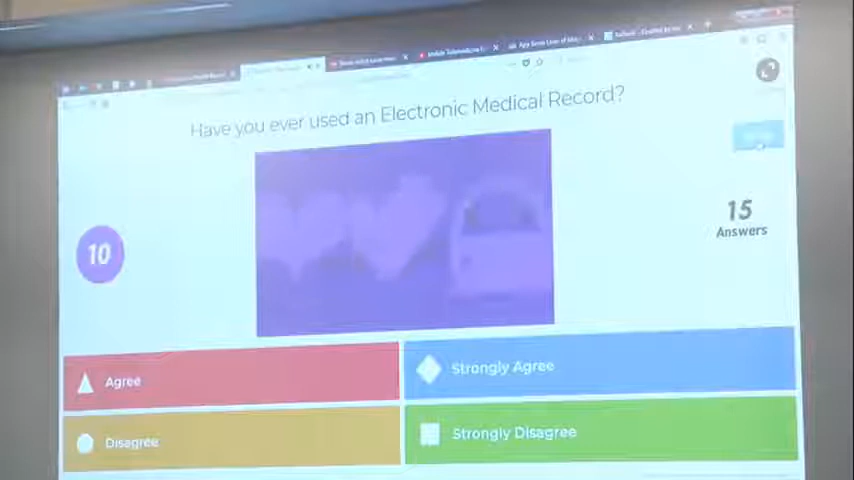 Have you ever used an Electronic Medical Record?
10
15
Answers
Agree
Strongly Agree
Disagree
Strongly Disagree